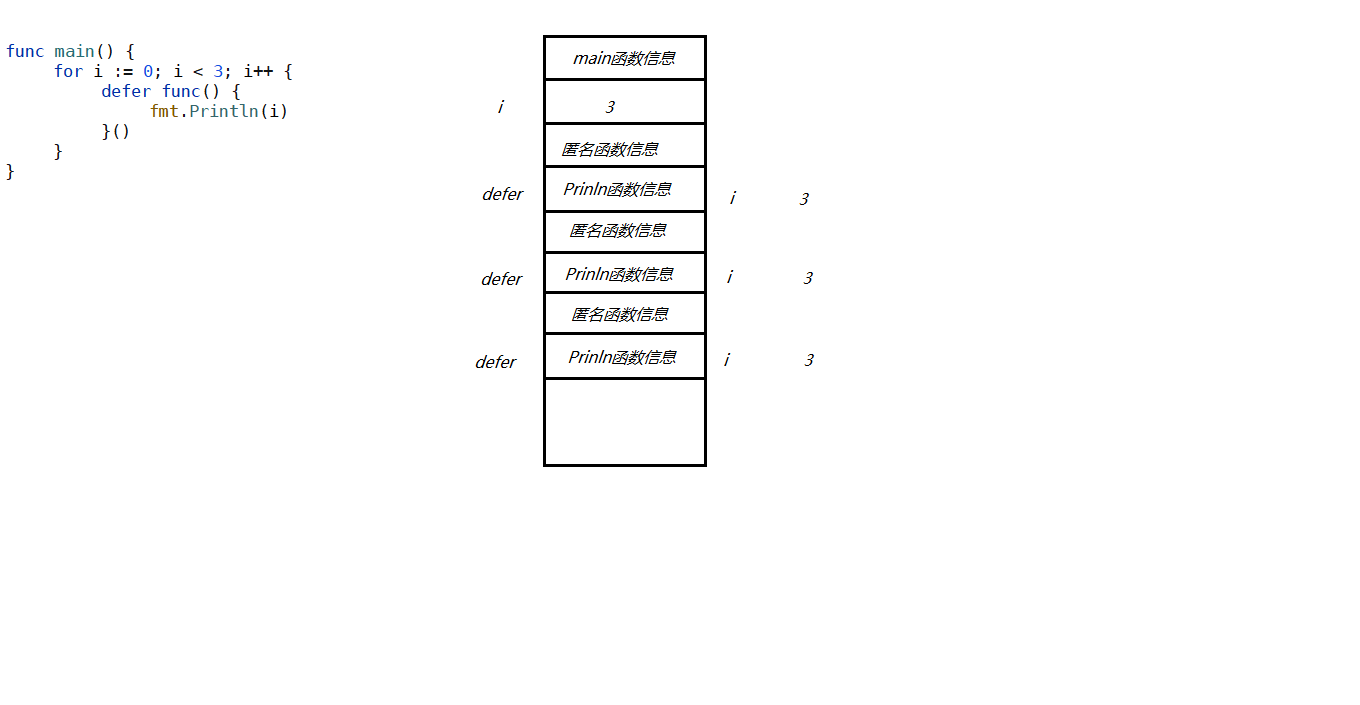 func main() {
for i := 0; i < 3; i++ {
defer func() {
fmt.Println(i)
}()
}
}
main函数信息
i 3
匿名函数信息
defer Prinln函数信息 i 3
匿名函数信息
defer Prinln函数信息 i 3
匿名函数信息
defer Prinln函数信息 i 3